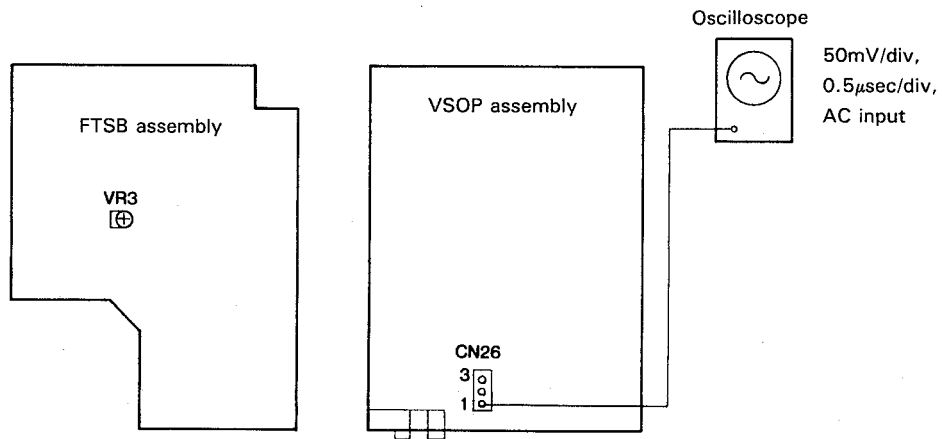 Oscilloscope
50mV/div,
0.5μsec/div,
AC input
FTSB assembly
VSOP assembly
VR3
CN26
3
1